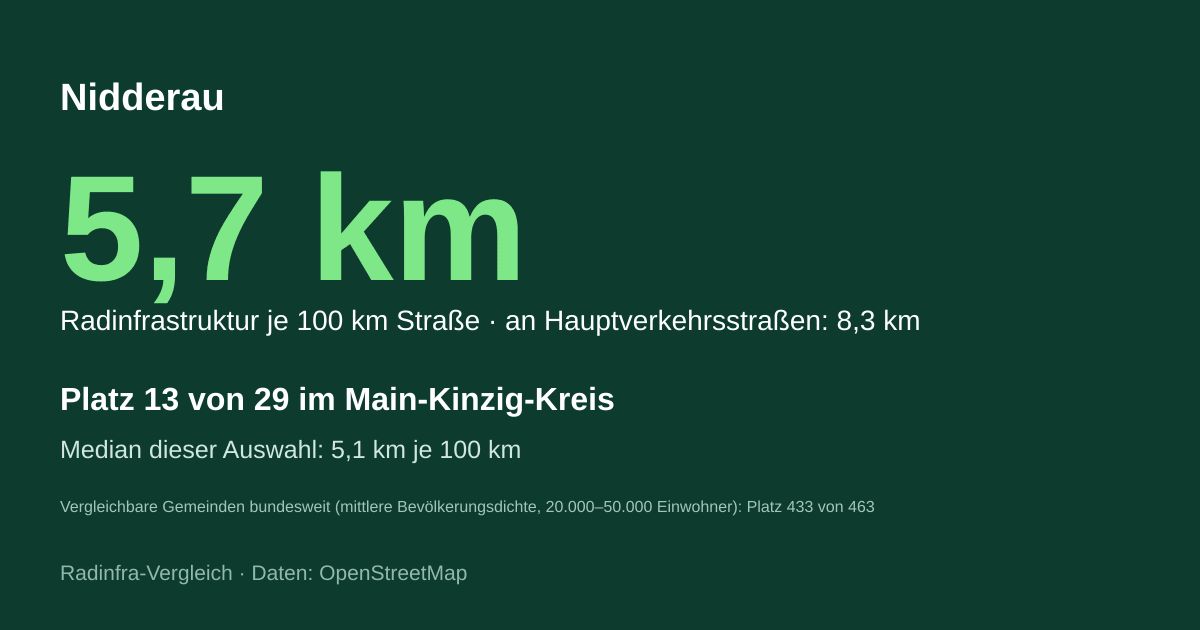 Nidderau
5,7 km
Radinfrastruktur je 100 km Straße · an Hauptverkehrsstraßen: 8,3 km
Platz 13 von 29 im Main-Kinzig-Kreis
Median dieser Auswahl: 5,1 km je 100 km
Vergleichbare Gemeinden bundesweit (mittlere Bevölkerungsdichte, 20.000–50.000 Einwohner): Platz 433 von 463
Radinfra-Vergleich · Daten: OpenStreetMap